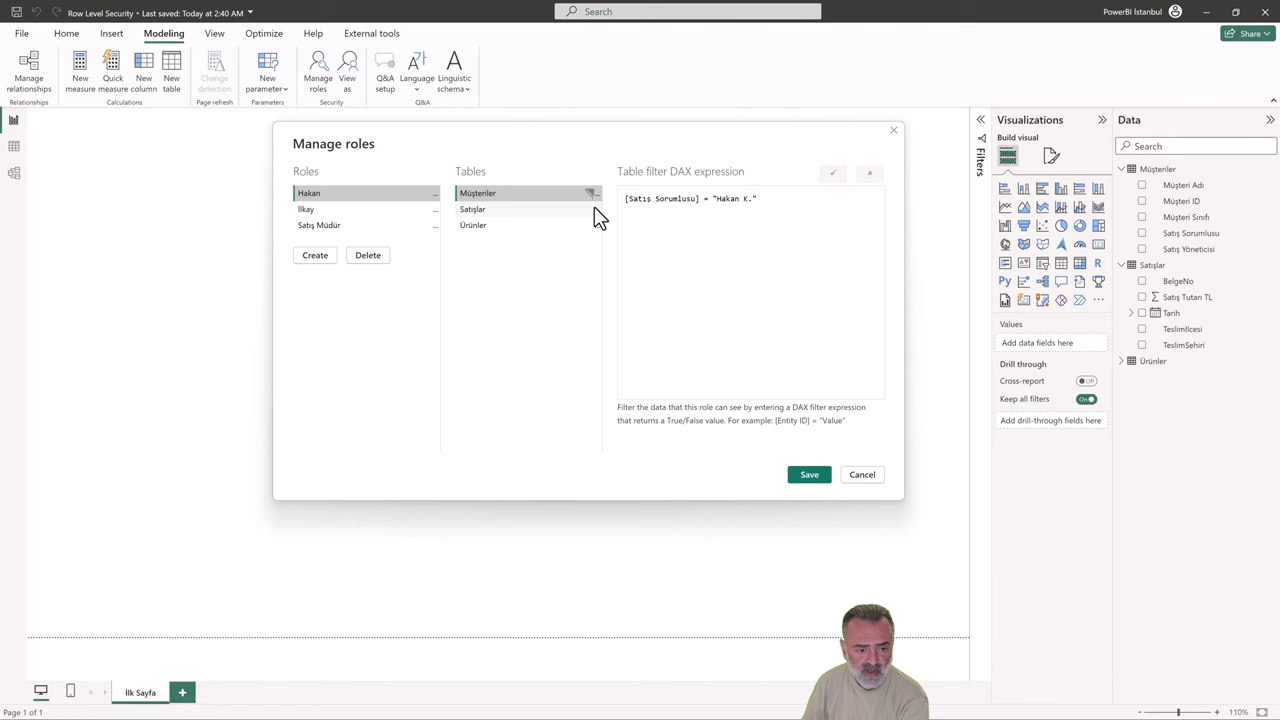 Row Level Security • Last saved: Today at 2:40 AM
Search
PowerBI Istanbul
File
Home
Insert
Modeling
View
Optimize
Help
External tools
Share
Manage relationships
New measure
Quick measure
New column
New table
Change detection
New parameter
Manage roles
View as
Q&A setup
Language
Linguistic schema
Relationships
Calculations
Page refresh
Parameters
Security
Q&A
Manage roles
Roles
Hakan
...
İlkay
...
Satış Müdür
...
Create
Delete
Tables
Müşteriler
...
Satışlar
Ürünler
Table filter DAX expression
[Satış Sorumlusu] = "Hakan K."
Filter the data that this role can see by entering a DAX filter expression
that returns a True/False value. For example: [Entity ID] = "Value"
Save
Cancel
Filters
Visualizations
Build visual
Py
R
...
Values
Add data fields here
Drill through
Cross-report
Off
Keep all filters
On
Add drill-through fields here
Data
Search
Müşteriler
Müşteri Adı
Müşteri ID
Müşteri Sınıfı
Satış Sorumlusu
Satış Yöneticisi
Satışlar
BelgeNo
Σ Satış Tutarı TL
Tarih
TeslimIlcesi
TeslimSehiri
Ürünler
İlk Sayfa
Page 1 of 1
- + 110%